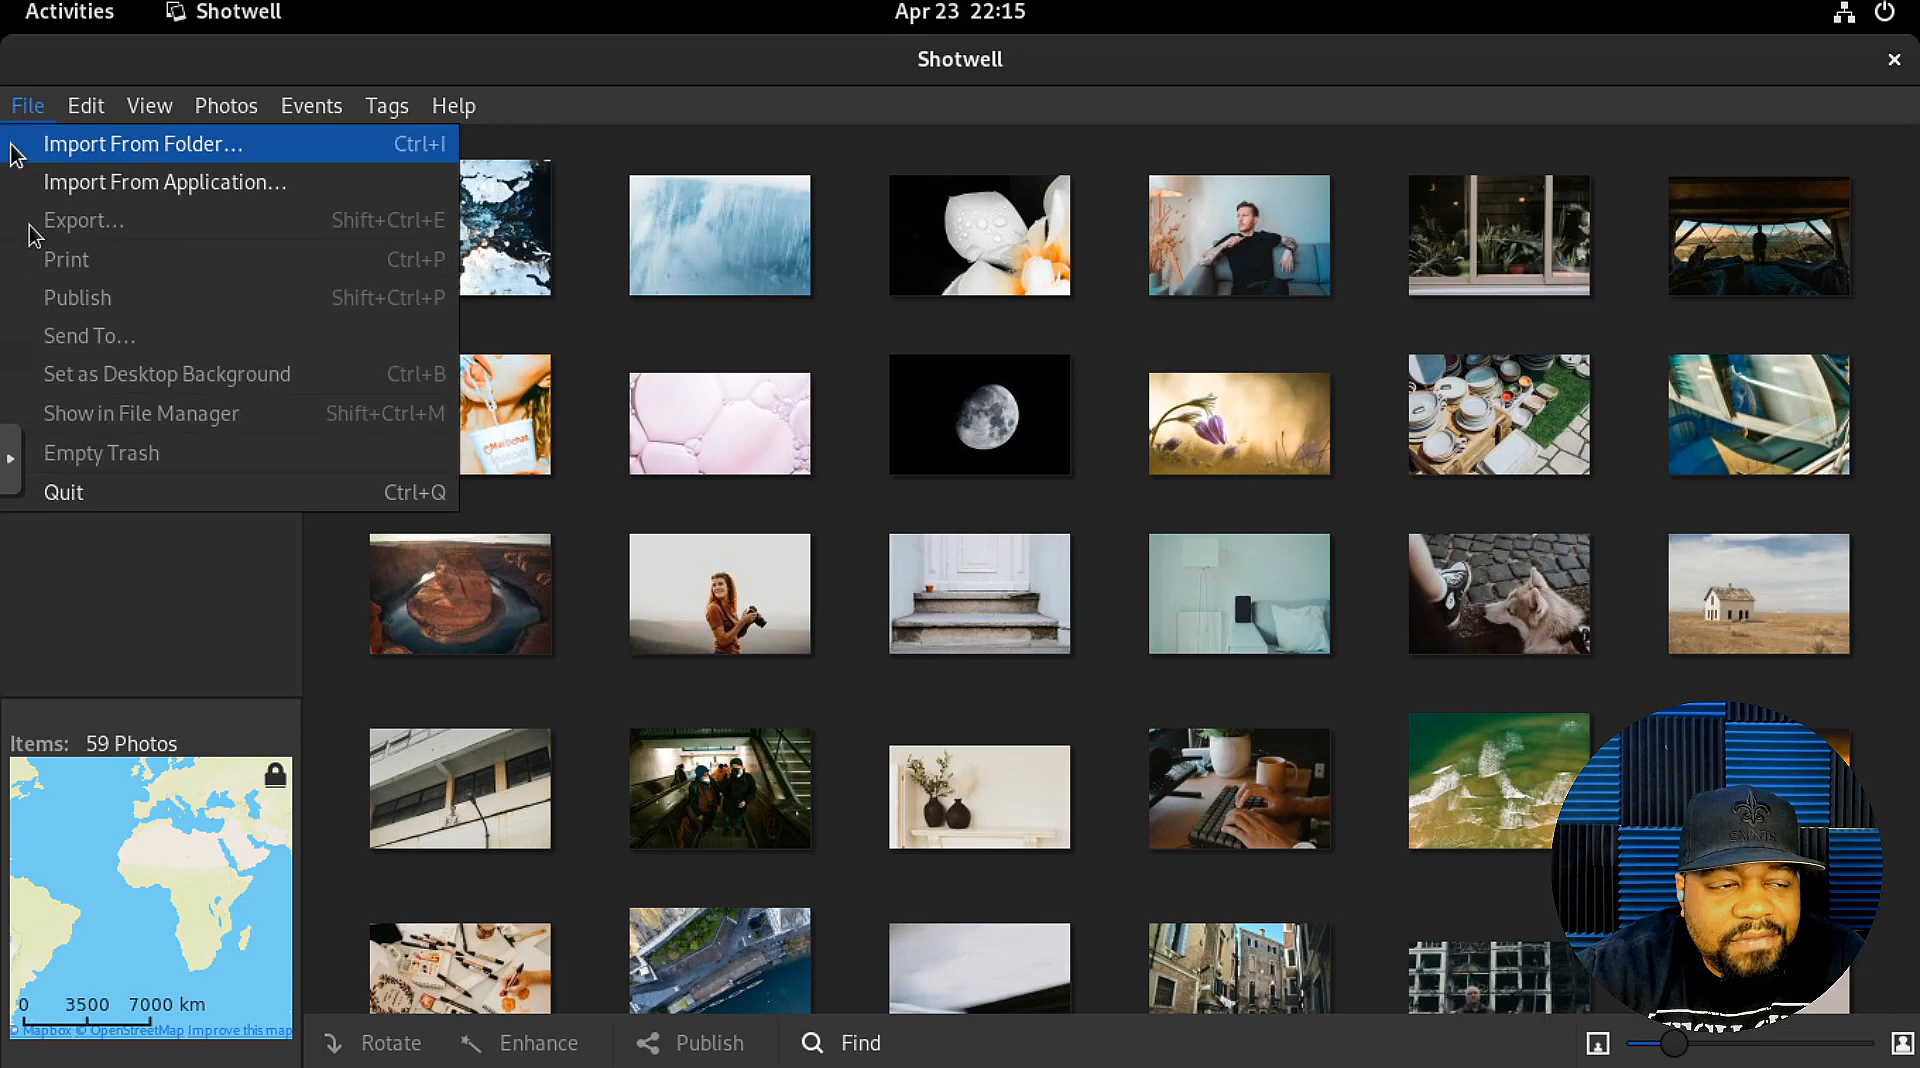 Activities Shotwell Apr 23 22:15
Shotwell
File Edit View Photos Events Tags Help
Import From Folder... Ctrl+I
Import From Application...
Export... Shift+Ctrl+E
Print Ctrl+P
Publish Shift+Ctrl+P
Send To...
Set as Desktop Background Ctrl+B
Show in File Manager Shift+Ctrl+M
Empty Trash
Quit Ctrl+Q
Items: 59 Photos
0 3500 7000 km
© Mapbox © OpenStreetMap Improve this map
Rotate Enhance Publish Find
SAINTS